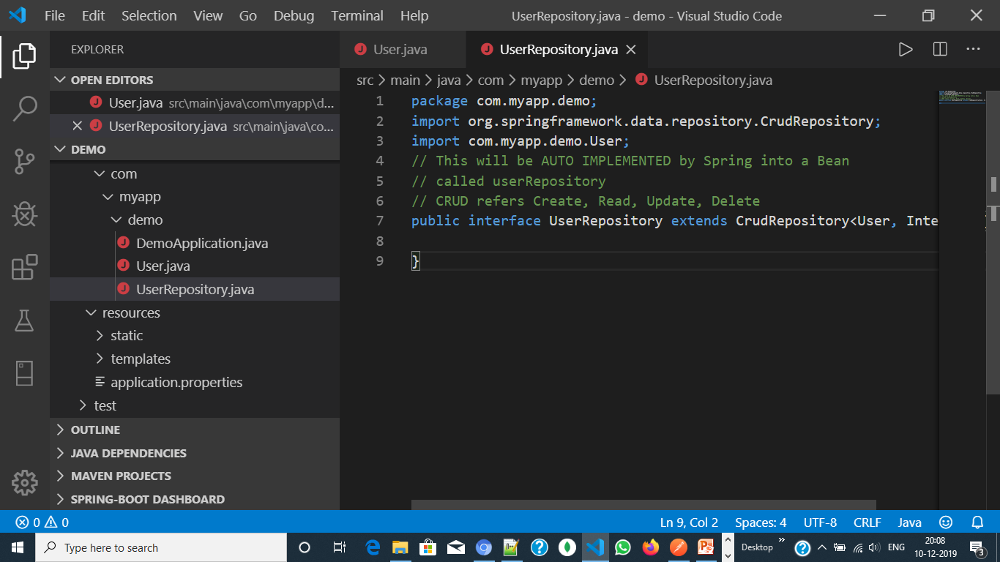 File Edit Selection View Go Debug Terminal Help UserRepository.java - demo - Visual Studio Code
EXPLORER
OPEN EDITORS
User.java src\main\java\com\myapp\d...
UserRepository.java src\main\java\co...
DEMO
com
myapp
demo
DemoApplication.java
User.java
UserRepository.java
resources
static
templates
application.properties
test
OUTLINE
JAVA DEPENDENCIES
MAVEN PROJECTS
SPRING-BOOT DASHBOARD
User.java UserRepository.java
src > main > java > com > myapp > demo > UserRepository.java
1 package com.myapp.demo;
2 import org.springframework.data.repository.CrudRepository;
3 import com.myapp.demo.User;
4 // This will be AUTO IMPLEMENTED by Spring into a Bean
5 // called userRepository
6 // CRUD refers Create, Read, Update, Delete
7 public interface UserRepository extends CrudRepository<User, Inte
8
9 }
0 0 Ln 9, Col 2 Spaces: 4 UTF-8 CRLF Java
Type here to search Desktop ENG 20:08
10-12-2019 3